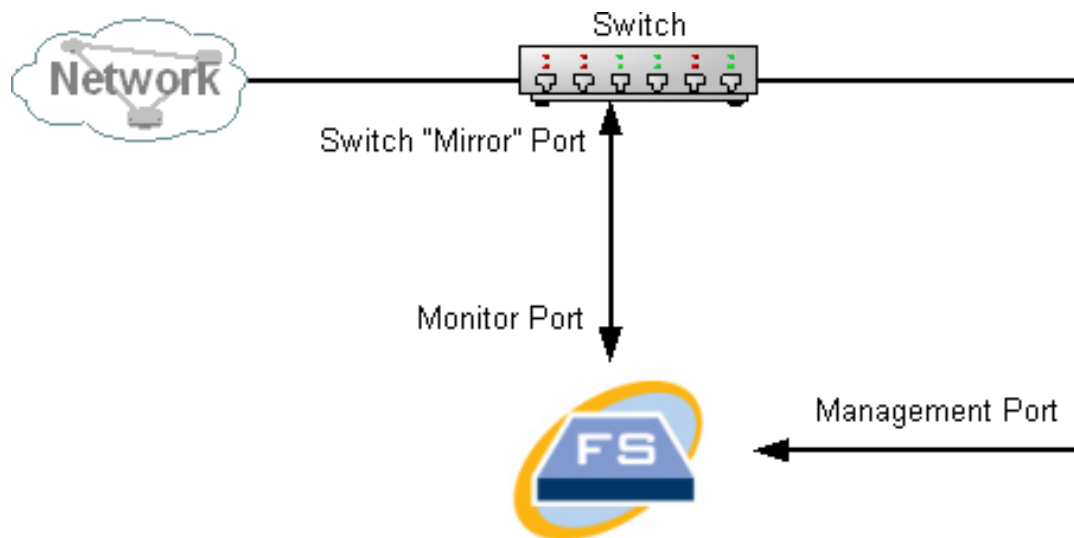 Switch
Network
Switch "Mirror" Port
Monitor Port
Management Port
FS